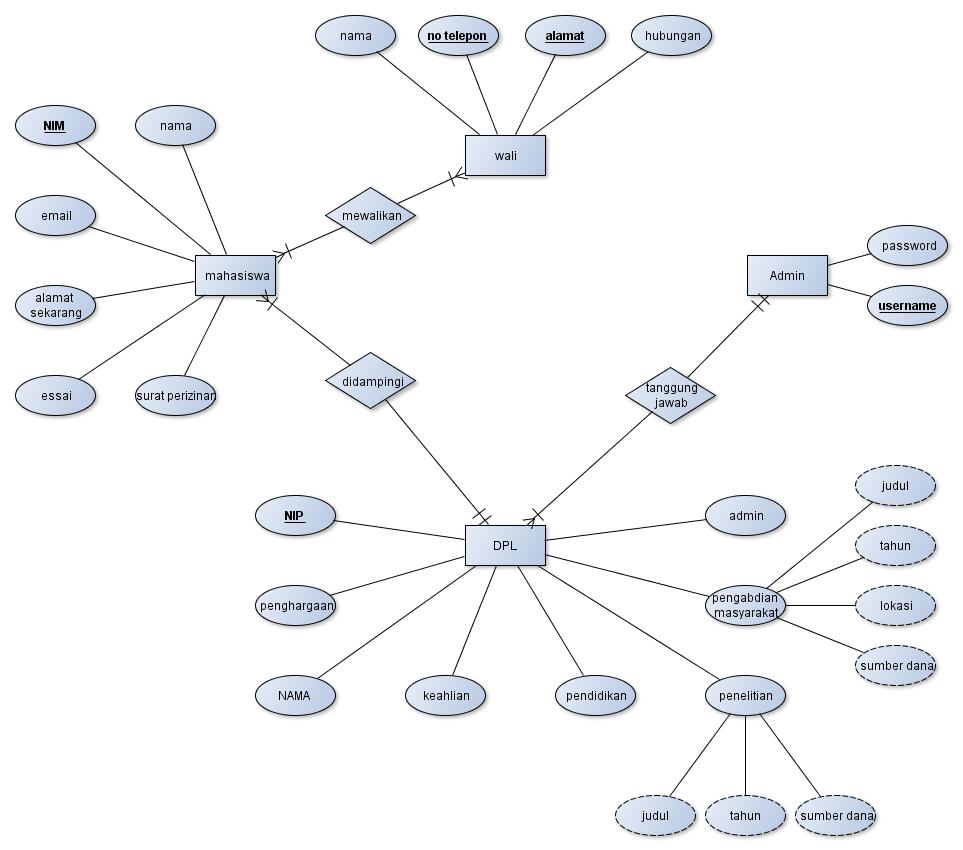 nama
no telepon
alamat
hubungan
NIM
nama
wali
email
mewalikan
password
mahasiswa
Admin
alamat
sekarang
username
didampingi
tanggung
jawab
essai
surat perizinan
judul
NIP
admin
tahun
DPL
penghargaan
pengabdian
masyarakat
lokasi
sumber dana
NAMA
keahlian
pendidikan
penelitian
judul
tahun
sumber dana